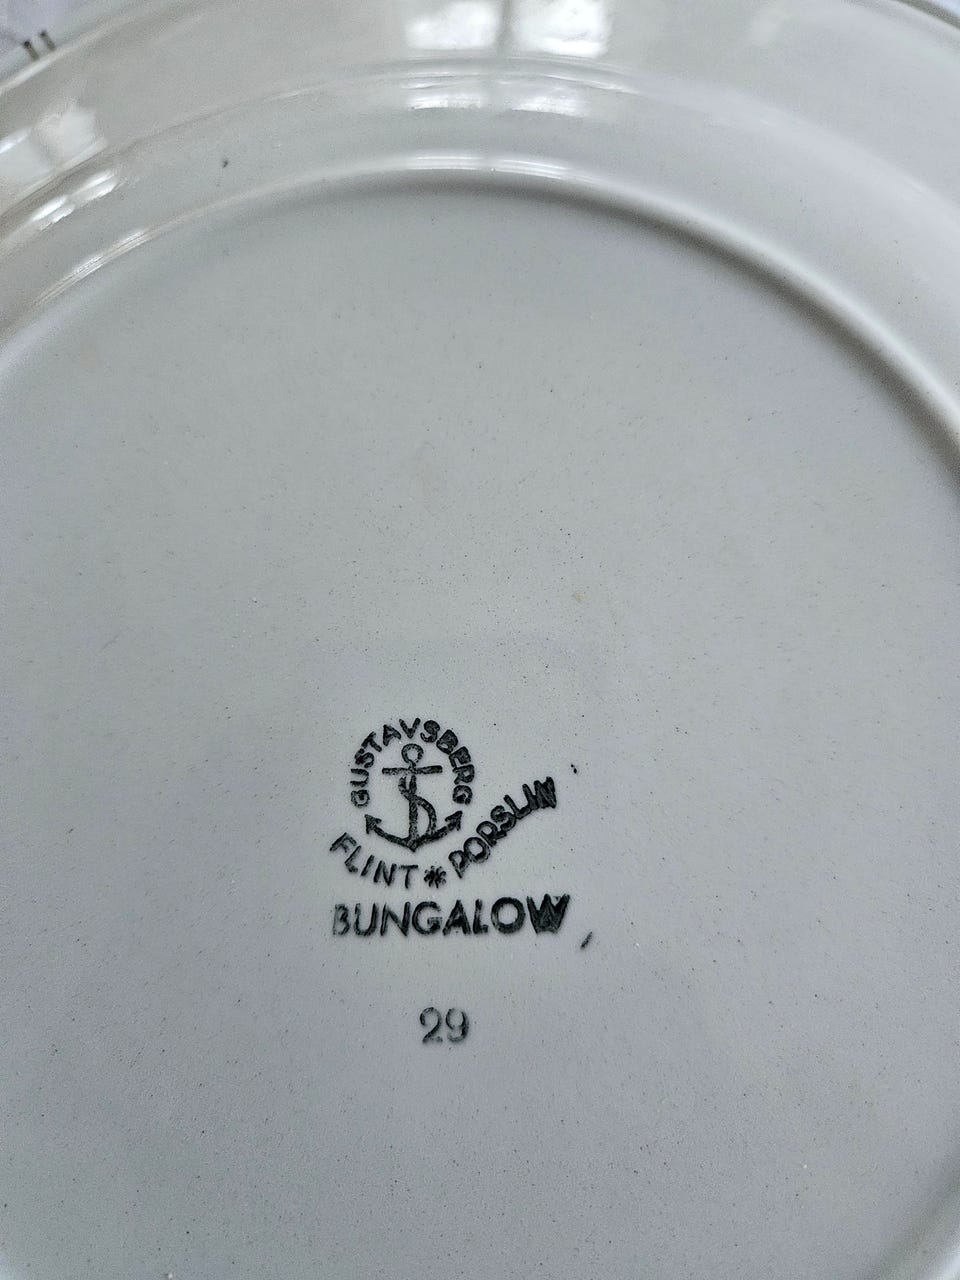 GUSTAVSBERG
FLINT * PORSLIN
BUNGALOW
29